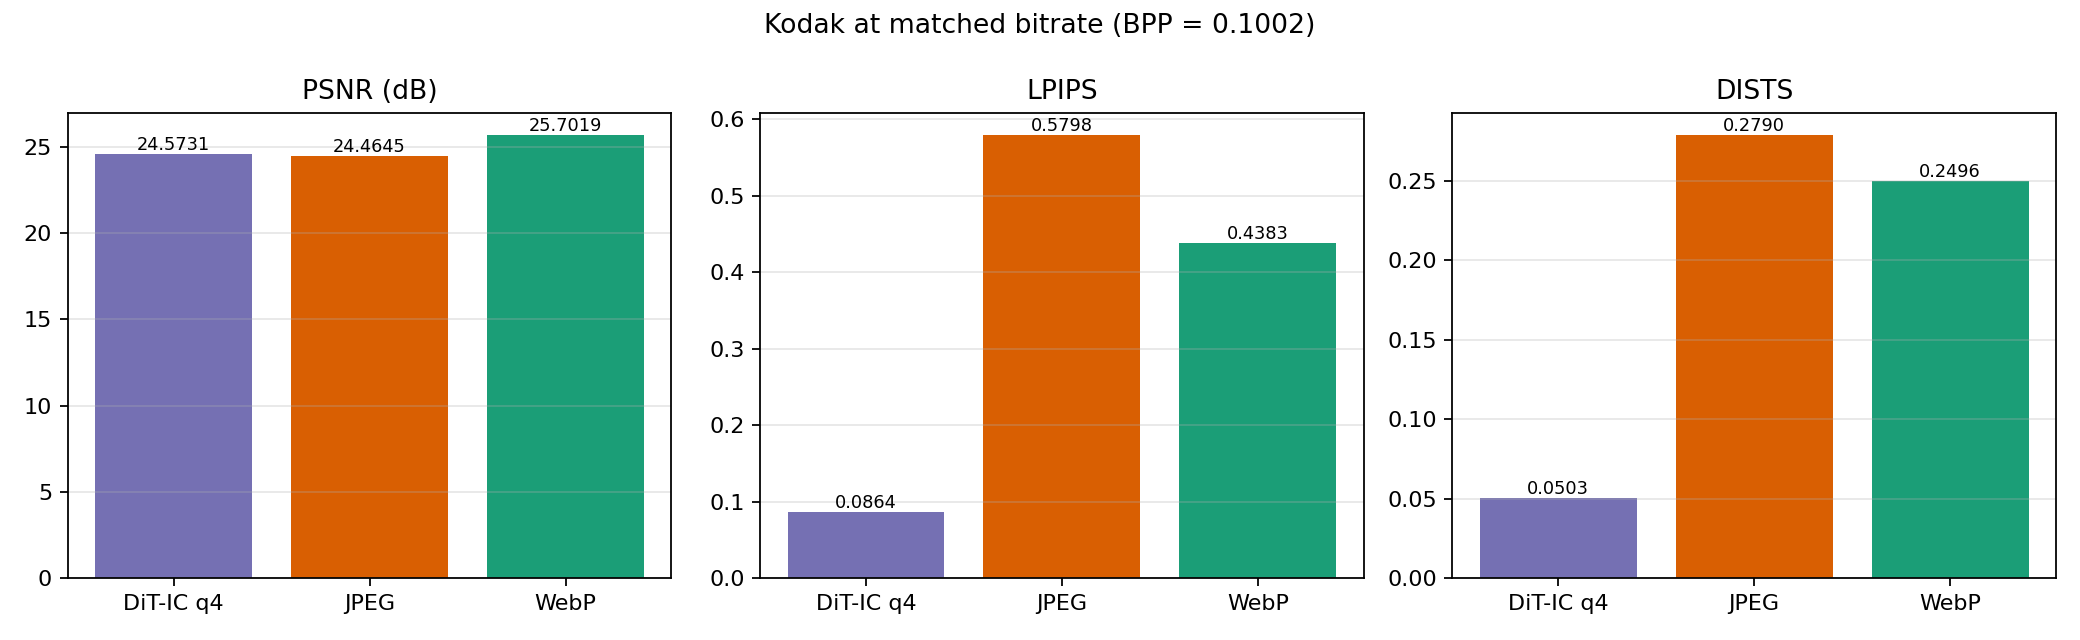 Kodak at matched bitrate (BPP = 0.1002)
PSNR (dB)
25
20
15
10
5
0
24.5731
24.4645
25.7019
DiT-IC q4
JPEG
WebP
LPIPS
0.6
0.5
0.4
0.3
0.2
0.1
0.0
0.0864
0.5798
0.4383
DiT-IC q4
JPEG
WebP
DISTS
0.25
0.20
0.15
0.10
0.05
0.00
0.0503
0.2790
0.2496
DiT-IC q4
JPEG
WebP